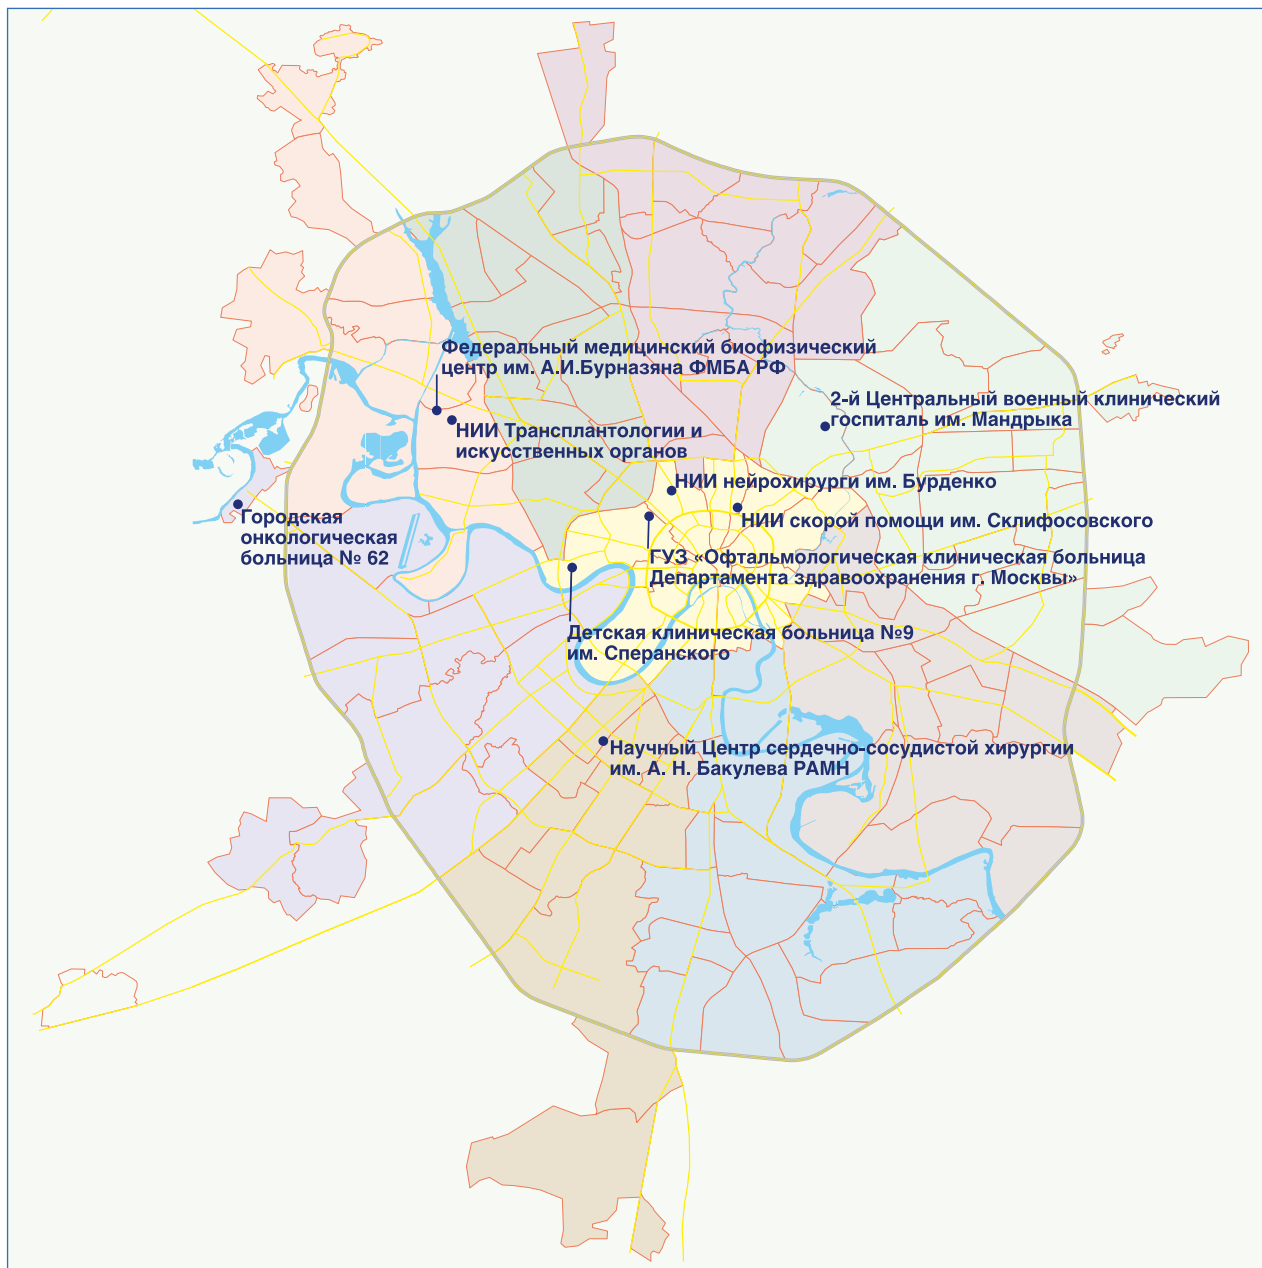 Федеральный медицинский биофизический
центр им. А.И.Бурназяна ФМБА РФ
2-й Центральный военный клинический
госпиталь им. Мандрыка
НИИ Трансплантологии и
искусственных органов
НИИ нейрохирурги им. Бурденко
Городская
онкологическая
больница № 62
НИИ скорой помощи им. Склифосовского
ГУЗ «Офтальмологическая клиническая больница
Департамента здравоохранения г. Москвы»
Детская клиническая больница №9
им. Сперанского
Научный Центр сердечно-сосудистой хирургии
им. А. Н. Бакулева РАМН